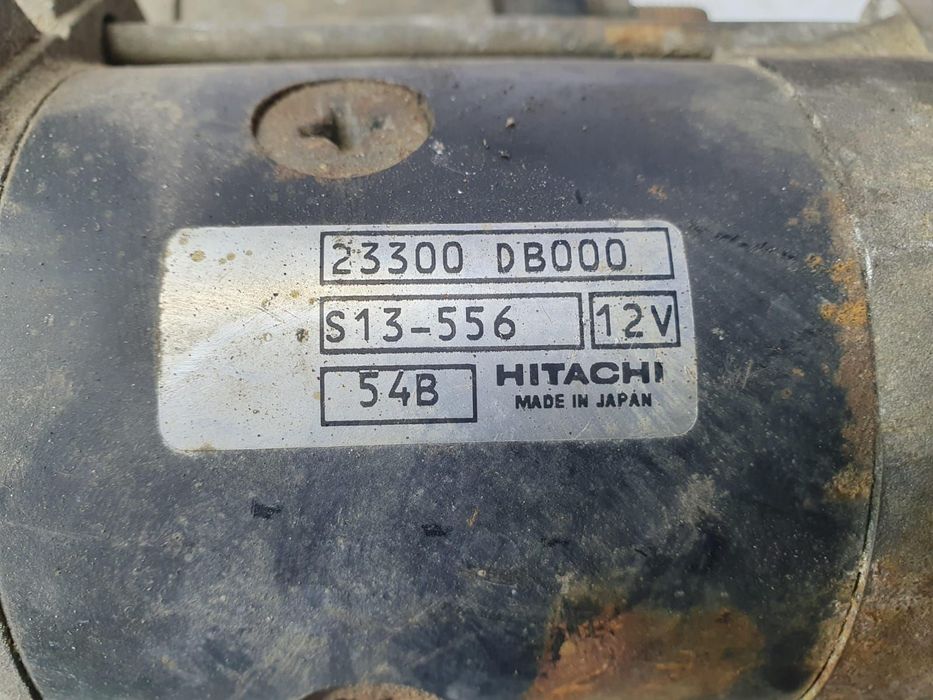 23300 DB000
S13-556 12V
54B HITACHI
MADE IN JAPAN